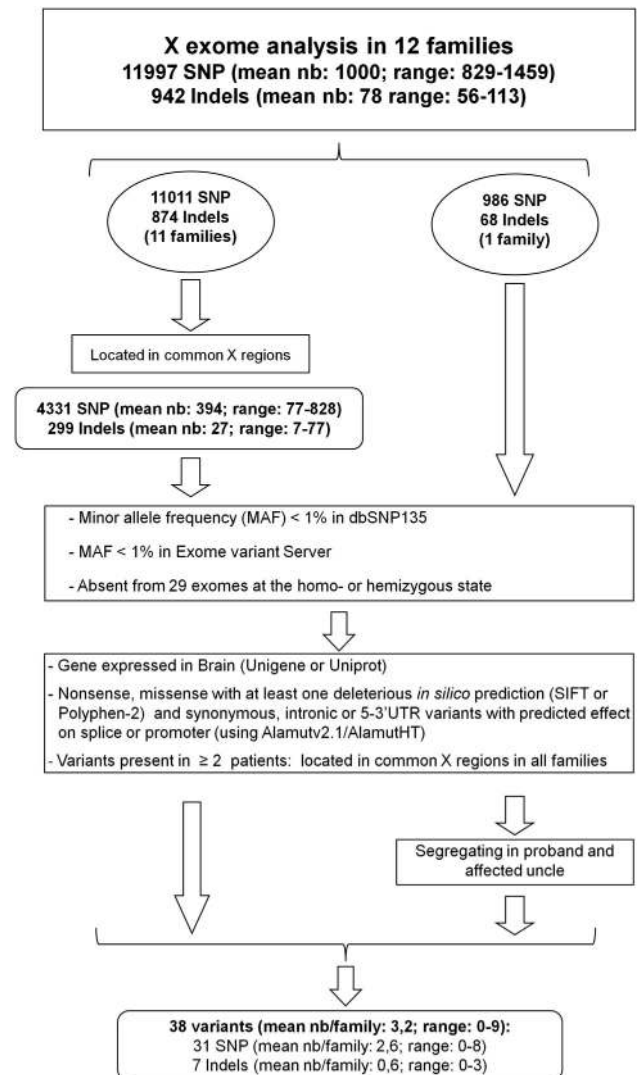 X exome analysis in 12 families
11997 SNP (mean nb: 1000; range: 829-1459)
942 Indels (mean nb: 78 range: 56-113)
11011 SNP
874 Indels
(11 families)
986 SNP
68 Indels
(1 family)
Located in common X regions
4331 SNP (mean nb: 394; range: 77-828)
299 Indels (mean nb: 27; range: 7-77)
- Minor allele frequency (MAF) < 1% in dbSNP135
- MAF < 1% in Exome variant Server
- Absent from 29 exomes at the homo- or hemizygous state
- Gene expressed in Brain (Unigene or Uniprot)
- Nonsense, missense with at least one deleterious in silico prediction (SIFT or
Polyphen-2) and synonymous, intronic or 5-3'UTR variants with predicted effect
on splice or promoter (using Alamutv2.1/AlamutHT)
- Variants present in ≥ 2 patients: located in common X regions in all families
Segregating in proband and
affected uncle
38 variants (mean nb/family: 3,2; range: 0-9):
31 SNP (mean nb/family: 2,6; range: 0-8)
7 Indels (mean nb/family: 0,6; range: 0-3)